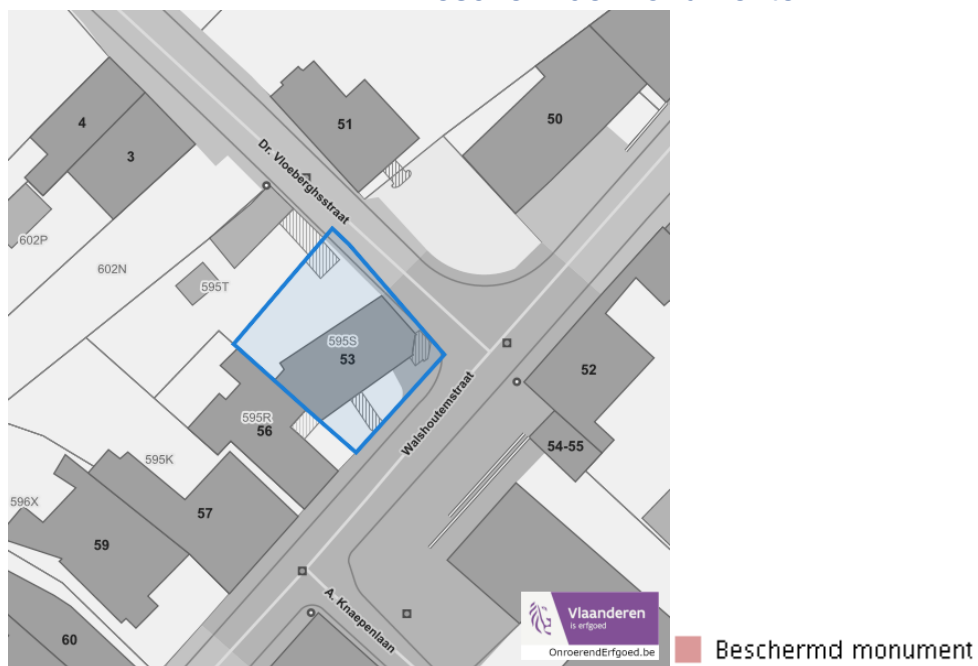 4
3
51
50
Dr. Vloeberghsstraat
602P
602N
595T
595S
53
52
Walshoutemstraat
595R
56
54-55
595K
596X
57
59
A. Knaepenlaan
60
Vlaanderen
is erfgoed
OnroerendErfgoed.be
Beschermd monument